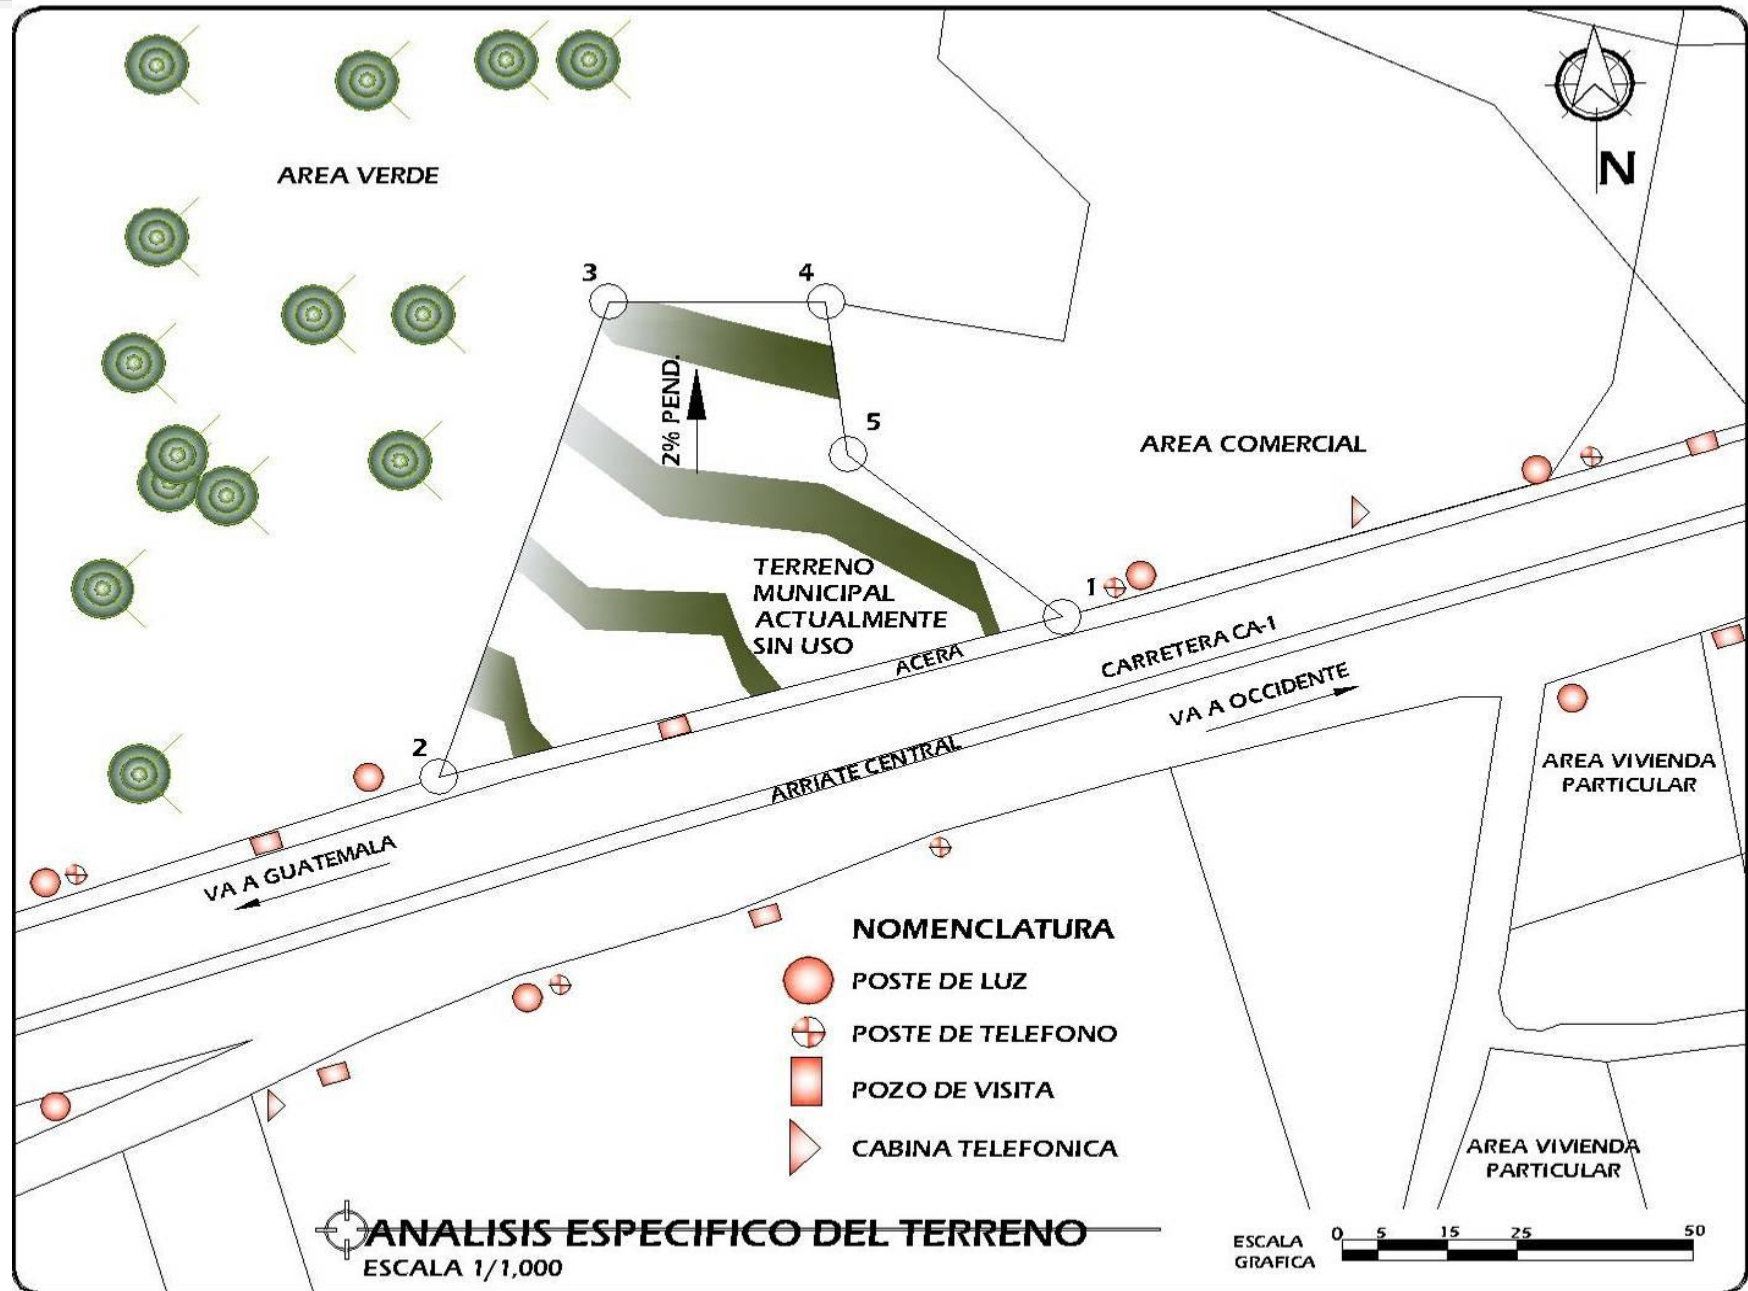 N
AREA VERDE
3
4
2% PEND.
5
AREA COMERCIAL
TERRENO
MUNICIPAL
ACTUALMENTE
SIN USO
1
ACERA
CARRETERA CA-1
VA A OCCIDENTE
2
ARRIATE CENTRAL
VA A GUATEMALA
AREA VIVIENDA
PARTICULAR
NOMENCLATURA
POSTE DE LUZ
POSTE DE TELEFONO
POZO DE VISITA
CABINA TELEFONICA
AREA VIVIENDA
PARTICULAR
ANALISIS ESPECIFICO DEL TERRENO
ESCALA 1/1,000
ESCALA
GRAFICA
0 5 15 25 50